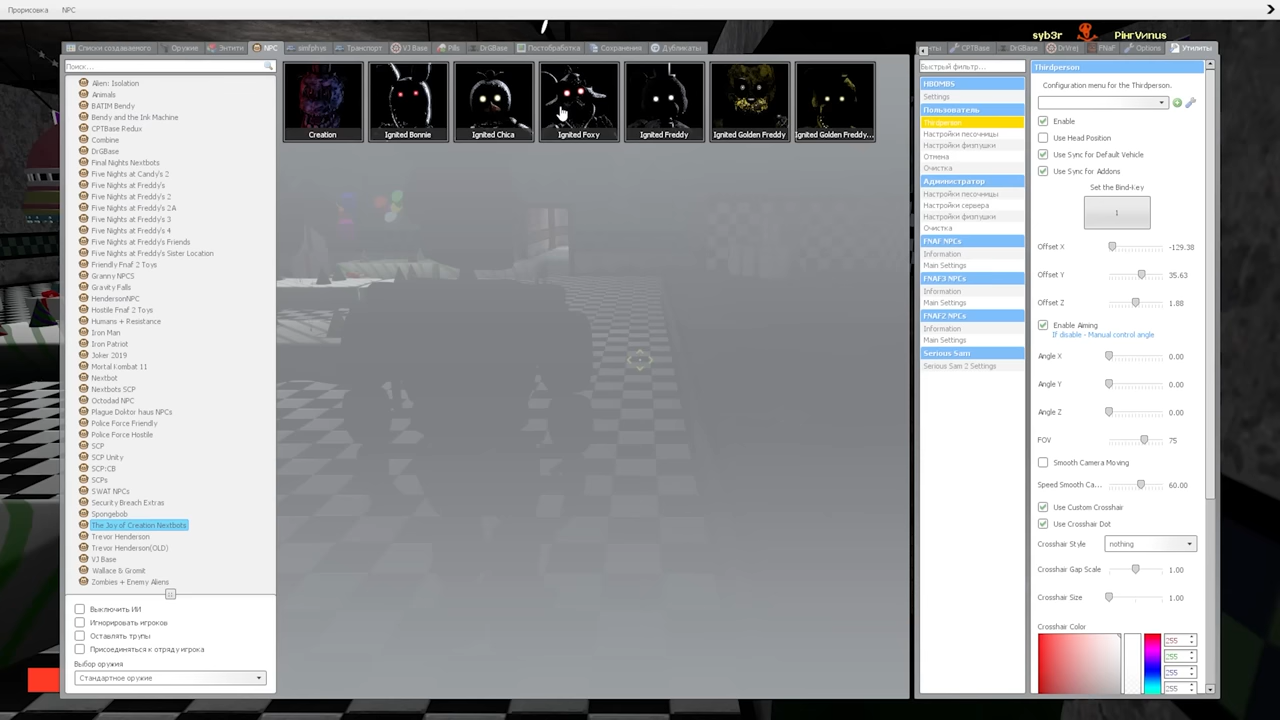 Прорисовка NPC
syb3r PiнrVиnus
Списки создаваемого Оружие Энтити NPC simfphys Транспорт VJ Base Pills DrGBase Постобработка Сохранения Дубликаты
CPTBase DrGBase DrVrej FNaF Options Утилиты
Поиск...
Alien: Isolation
Animals
BATIM Bendy
Bendy and the Ink Machine
CPTBase Redux
Combine
DrGBase
Final Nights Nextbots
Five Nights at Candy's 2
Five Nights at Freddy's
Five Nights at Freddy's 2
Five Nights at Freddy's 2A
Five Nights at Freddy's 3
Five Nights at Freddy's 4
Five Nights at Freddy's Friends
Five Nights at Freddy's Sister Location
Friendly Fnaf 2 Toys
Granny NPCS
Gravity Falls
HendersonNPC
Hostile Fnaf 2 Toys
Humans + Resistance
Iron Man
Iron Patriot
Joker 2019
Mortal Kombat 11
Nextbot
Nextbots SCP
Octodad NPC
Plague Doktor haus NPCs
Police Force Friendly
Police Force Hostile
SCP
SCP Unity
SCP:CB
SCPs
SWAT NPCs
Security Breach Extras
Spongebob
The Joy of Creation Nextbots
Trevor Henderson
Trevor Henderson(OLD)
VJ Base
Wallace & Gromit
Zombies + Enemy Aliens
Выключить ИИ
Игнорировать игроков
Оставлять трупы
Присоединяться к отряду игрока
Выбор оружия
Стандартное оружие
Creation
Ignited Bonnie
Ignited Chica
Ignited Foxy
Ignited Freddy
Ignited Golden Freddy
Ignited Golden Freddy...
Быстрый фильтр...
HBOMBS
Settings
Пользователь
Thirdperson
Настройки песочницы
Настройки физпушки
Отмена
Очистка
Администратор
Настройки песочницы
Настройки сервера
Настройки физпушки
Очистка
FNAF NPCs
Information
Main Settings
FNAF3 NPCs
Information
Main Settings
FNAF2 NPCs
Information
Main Settings
Serious Sam
Serious Sam 2 Settings
Thirdperson
Configuration menu for the Thirdperson.
Enable
Use Head Position
Use Sync for Default Vehicle
Use Sync for Addons
Set the Bind-key
Offset X -129.38
Offset Y 35.63
Offset Z 1.88
Enable Aiming
If disable - Manual control angle
Angle X 0.00
Angle Y 0.00
Angle Z 0.00
FOV 75
Smooth Camera Moving
Speed Smooth Ca... 60.00
Use Custom Crosshair
Use Crosshair Dot
Crosshair Style nothing
Crosshair Gap Scale 1.00
Crosshair Size 1.00
Crosshair Color
255
255
255
255